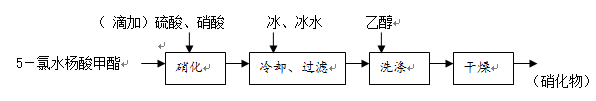 （ 滴加）硫酸、硝酸
冰、冰水
乙醇
5－氯水杨酸甲酯
硝化
冷却、过滤
洗涤
干燥
（硝化物）